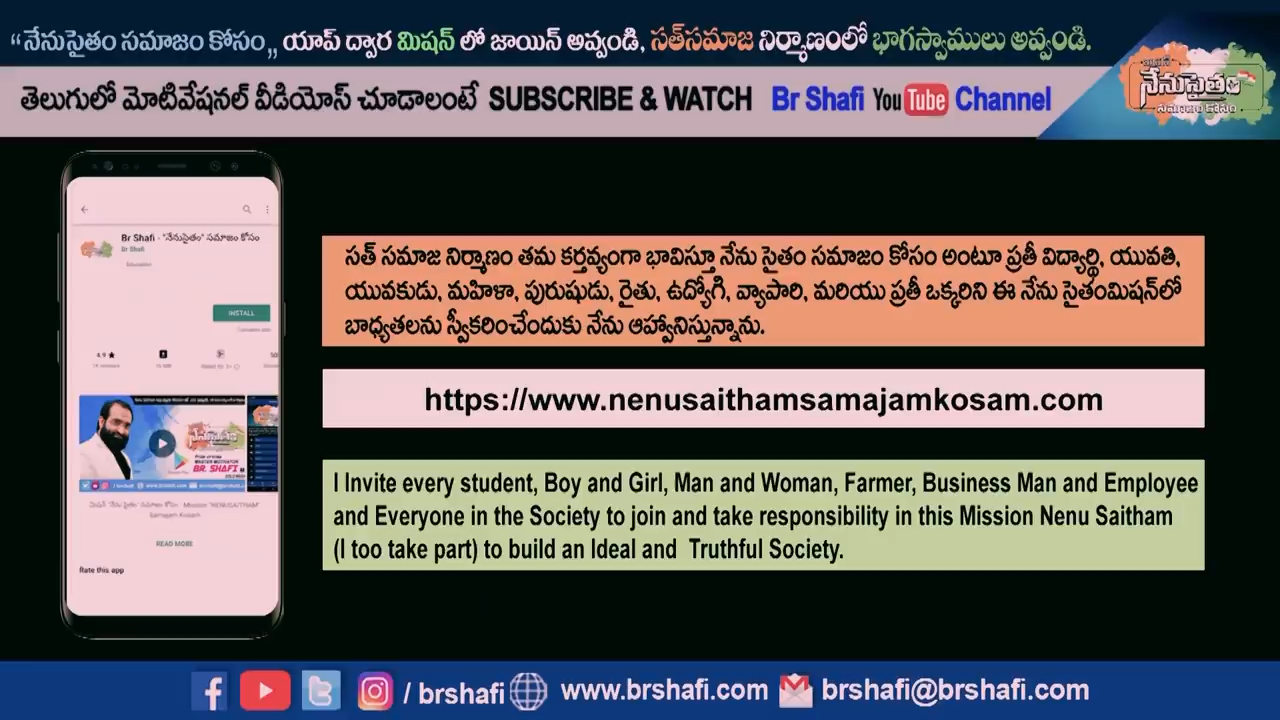 “నేనుసైతం సమాజం కోసం„ యాప్ ద్వార మిషన్ లో జాయిన్ అవ్వండి, సత్‌సమాజ నిర్మాణంలో భాగస్వాములు అవ్వండి.
తెలుగులో మోటివేషనల్ వీడియోస్ చూడాలంటే SUBSCRIBE & WATCH Br Shafi YouTube Channel
నేనుసైతం
సమాజం కోసం
Br Shafi - "నేనుసైతం" సమాజం కోసం
Br Shafi
Education
INSTALL
4.9 ★
BR. SHAFI
READ MORE
Rate this app
సత్ సమాజ నిర్మాణం తమ కర్తవ్యంగా భావిస్తూ నేను సైతం సమాజం కోసం అంటూ ప్రతీ విద్యార్థి, యువతి,
యువకుడు, మహిళా, పురుషుడు, రైతు, ఉద్యోగి, వ్యాపారి, మరియు ప్రతీ ఒక్కరిని ఈ నేను సైతంమిషన్‌లో
బాధ్యతలను స్వీకరించేందుకు నేను ఆహ్వానిస్తున్నాను.
https://www.nenusaithamsamajamkosam.com
I Invite every student, Boy and Girl, Man and Woman, Farmer, Business Man and Employee
and Everyone in the Society to join and take responsibility in this Mission Nenu Saitham
(I too take part) to build an Ideal and Truthful Society.
/ brshafi www.brshafi.com brshafi@brshafi.com